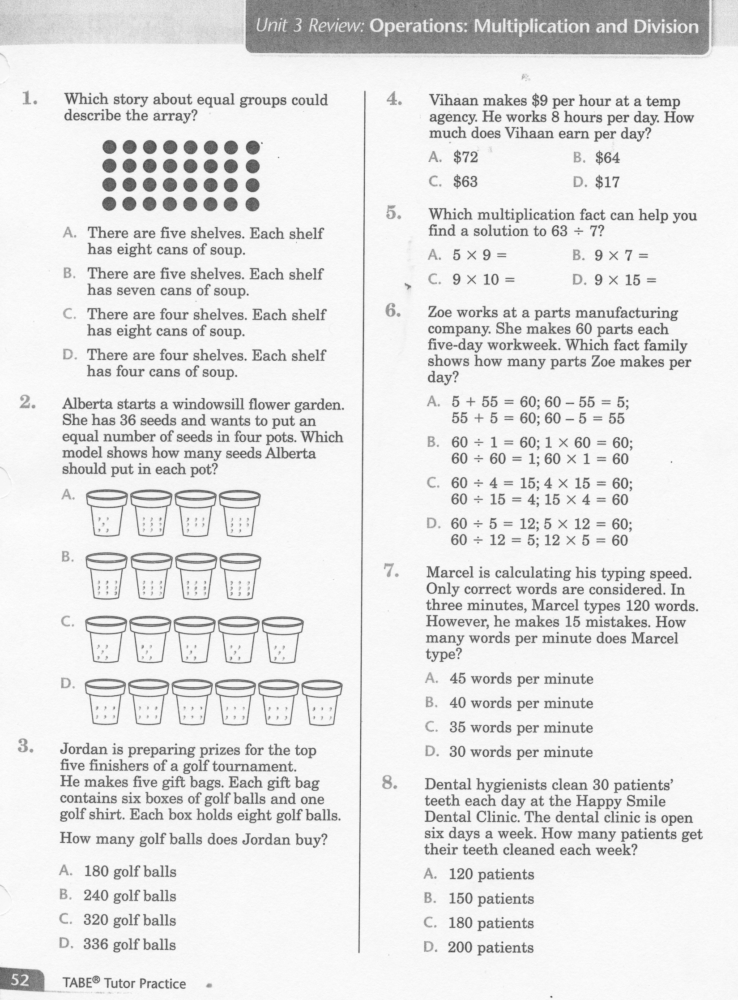 Unit 3 Review: Operations: Multiplication and Division
1. Which story about equal groups could
describe the array?
A. There are five shelves. Each shelf
has eight cans of soup.
B. There are five shelves. Each shelf
has seven cans of soup.
C. There are four shelves. Each shelf
has eight cans of soup.
D. There are four shelves. Each shelf
has four cans of soup.
2. Alberta starts a windowsill flower garden.
She has 36 seeds and wants to put an
equal number of seeds in four pots. Which
model shows how many seeds Alberta
should put in each pot?
A.
B.
C.
D.
3. Jordan is preparing prizes for the top
five finishers of a golf tournament.
He makes five gift bags. Each gift bag
contains six boxes of golf balls and one
golf shirt. Each box holds eight golf balls.
How many golf balls does Jordan buy?
A. 180 golf balls
B. 240 golf balls
C. 320 golf balls
D. 336 golf balls
4. Vihaan makes $9 per hour at a temp
agency. He works 8 hours per day. How
much does Vihaan earn per day?
A. $72 B. $64
C. $63 D. $17
5. Which multiplication fact can help you
find a solution to 63 ÷ 7?
A. 5 × 9 = B. 9 × 7 =
C. 9 × 10 = D. 9 × 15 =
6. Zoe works at a parts manufacturing
company. She makes 60 parts each
five-day workweek. Which fact family
shows how many parts Zoe makes per
day?
A. 5 + 55 = 60; 60 – 55 = 5;
55 + 5 = 60; 60 – 5 = 55
B. 60 ÷ 1 = 60; 1 × 60 = 60;
60 ÷ 60 = 1; 60 × 1 = 60
C. 60 ÷ 4 = 15; 4 × 15 = 60;
60 ÷ 15 = 4; 15 × 4 = 60
D. 60 ÷ 5 = 12; 5 × 12 = 60;
60 ÷ 12 = 5; 12 × 5 = 60
7. Marcel is calculating his typing speed.
Only correct words are considered. In
three minutes, Marcel types 120 words.
However, he makes 15 mistakes. How
many words per minute does Marcel
type?
A. 45 words per minute
B. 40 words per minute
C. 35 words per minute
D. 30 words per minute
8. Dental hygienists clean 30 patients’
teeth each day at the Happy Smile
Dental Clinic. The dental clinic is open
six days a week. How many patients get
their teeth cleaned each week?
A. 120 patients
B. 150 patients
C. 180 patients
D. 200 patients
52 TABE® Tutor Practice